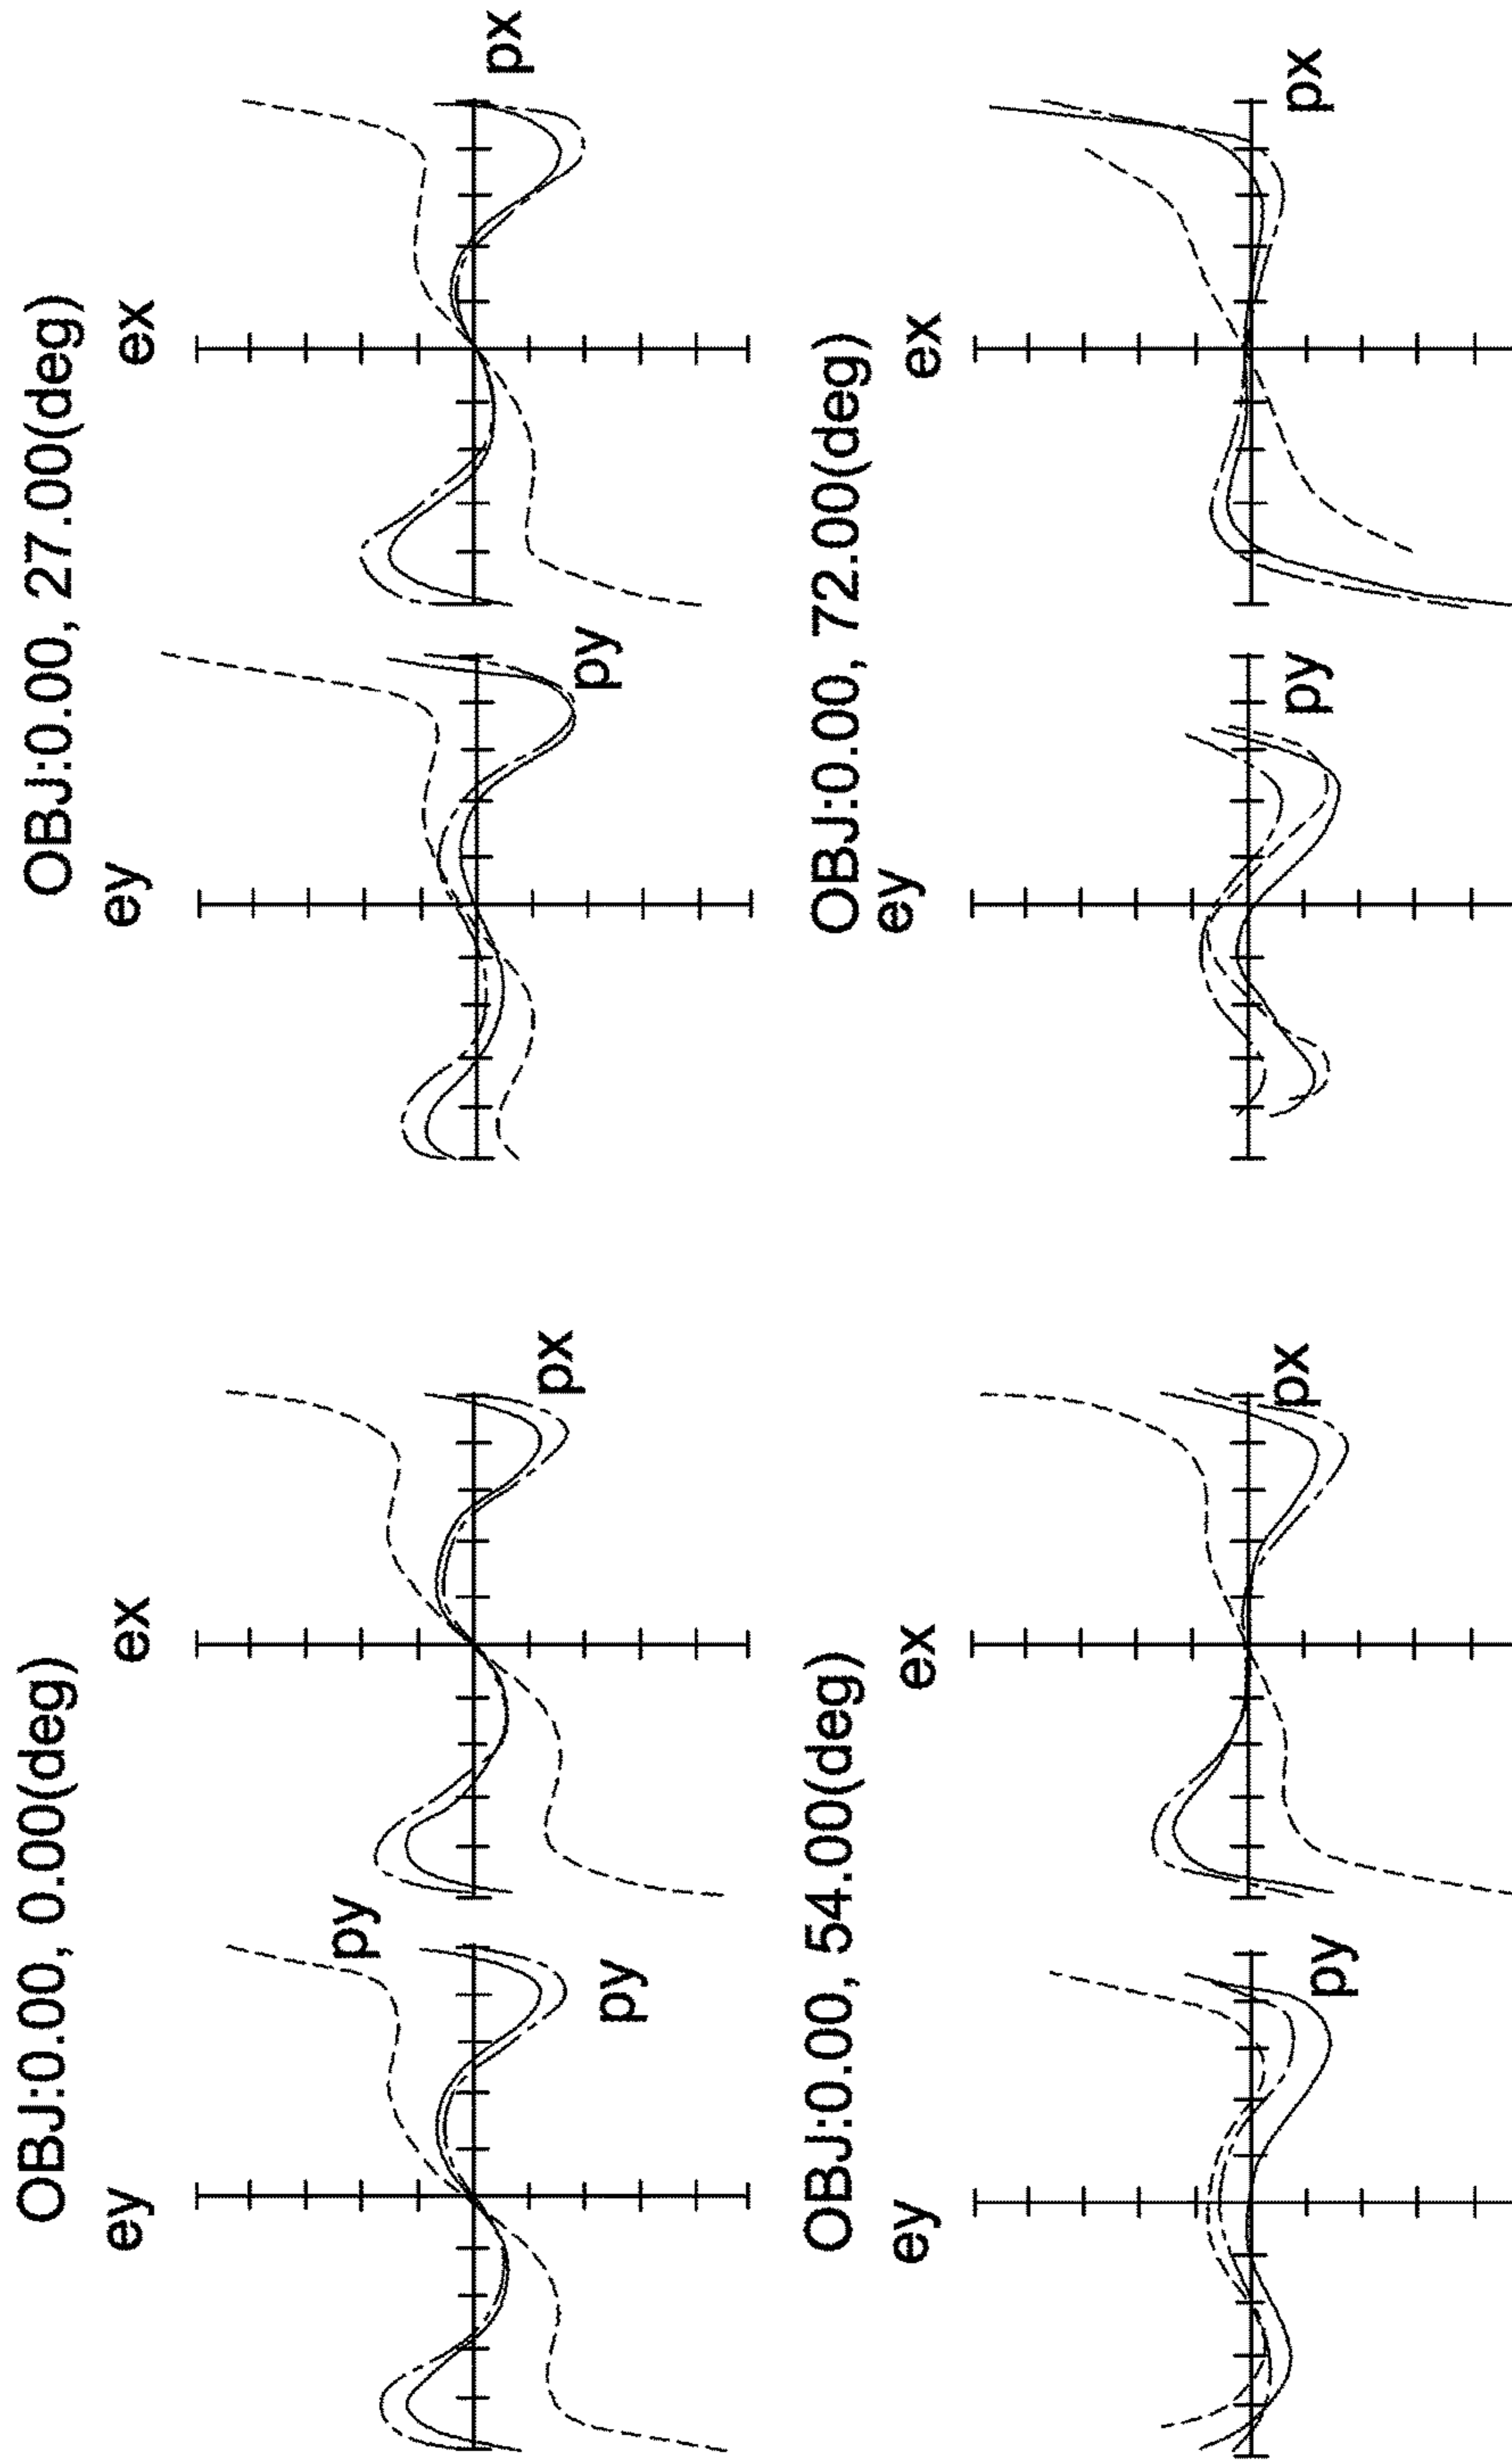 OBJ:0.00, 0.00(deg)
ey
ex
py
py
px
OBJ:0.00, 27.00(deg)
ey
ex
py
px
OBJ:0.00, 54.00(deg)
ey
ex
py
px
OBJ:0.00, 72.00(deg)
ey
ex
py
px